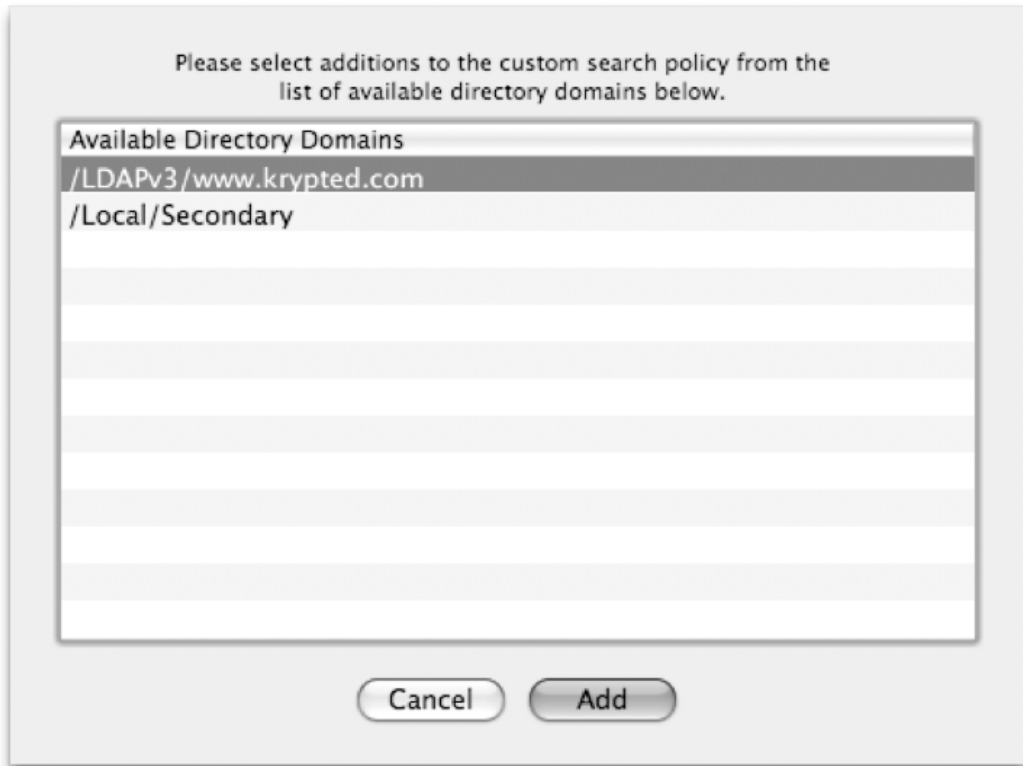 Please select additions to the custom search policy from the
list of available directory domains below.
Available Directory Domains
/LDAPv3/www.krypted.com
/Local/Secondary
Cancel
Add